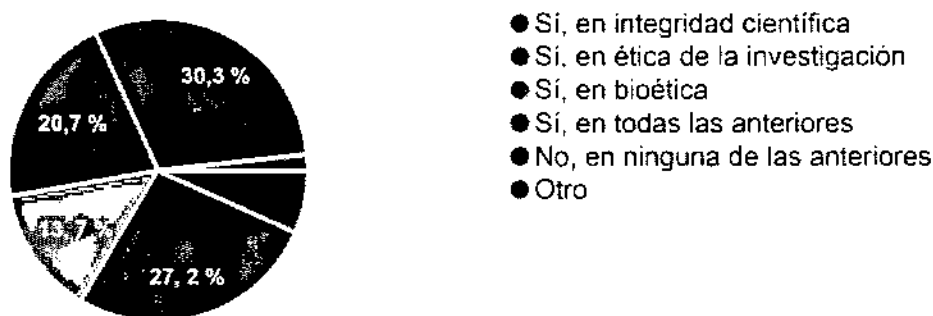 30,3 %
20,7 %
27, 2 %
Sí, en integridad científica
Sí, en ética de la investigación
Sí, en bioética
Sí, en todas las anteriores
No, en ninguna de las anteriores
Otro